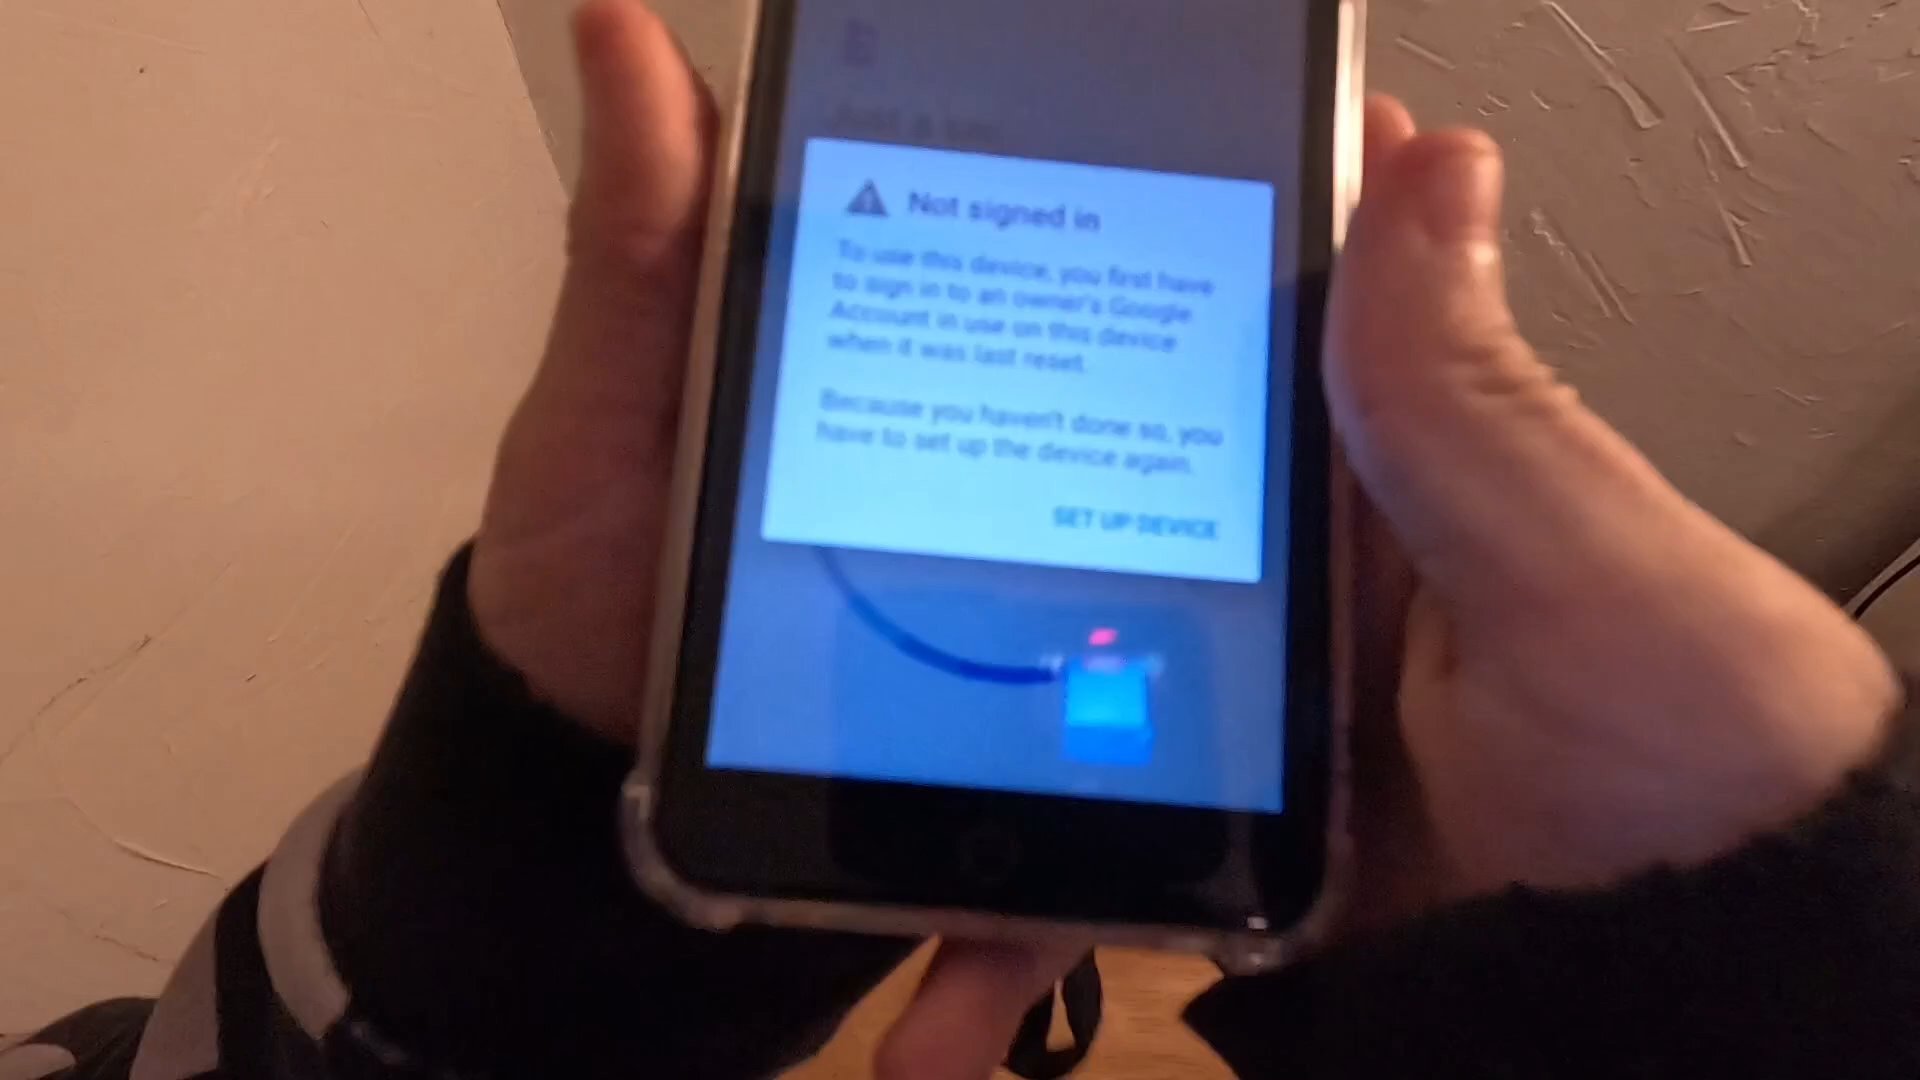 Just a sec
Not signed in
To use this device, you first have
to sign in to an owner's Google
Account in use on this device
when it was last reset.
Because you haven't done so, you
have to set up the device again.
SET UP DEVICE